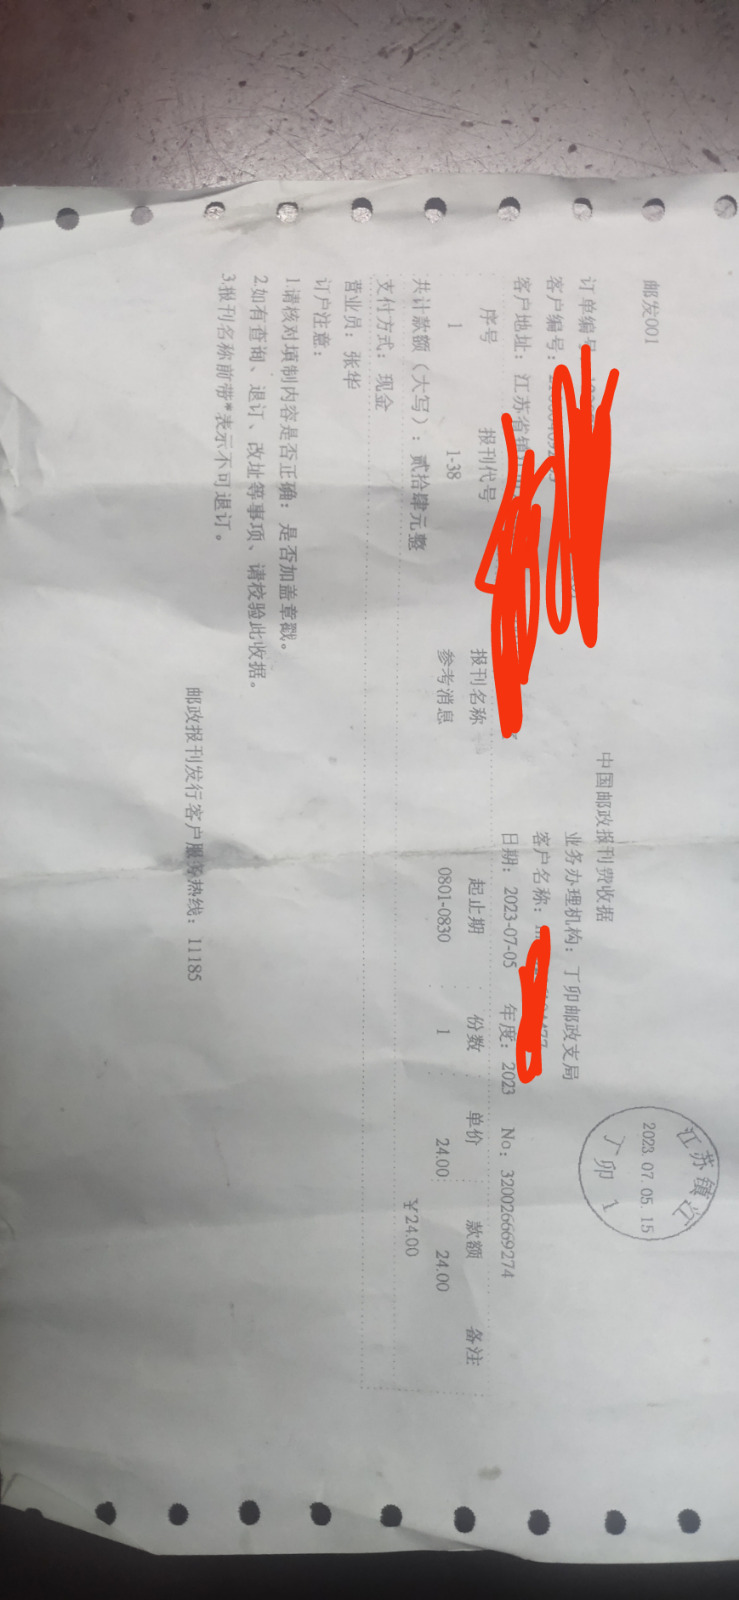 中国邮政报刊费收据
邮发001
江苏镇江
2023.07.05.15
丁卯 1
订单编号
业务办理机构：丁卯邮政支局
客户编号：
客户名称：
客户地址：江苏省镇
日期：2023-07-05 年度：2023 No：320026669274
序号 报刊代号 报刊名称 起止期 份数 单价 款额 备注
1 1-38 参考消息 0801-0830 1 24.00 24.00
共计款额（大写）：贰拾肆元整 ¥24.00
支付方式：现金
营业员：张华
订户注意：
1.请核对填制内容是否正确；是否加盖章戳。
2.如有查询、退订、改址等事项、请校验此收据。
3.报刊名称前带*表示不可退订。
邮政报刊发行客户服务热线：11185